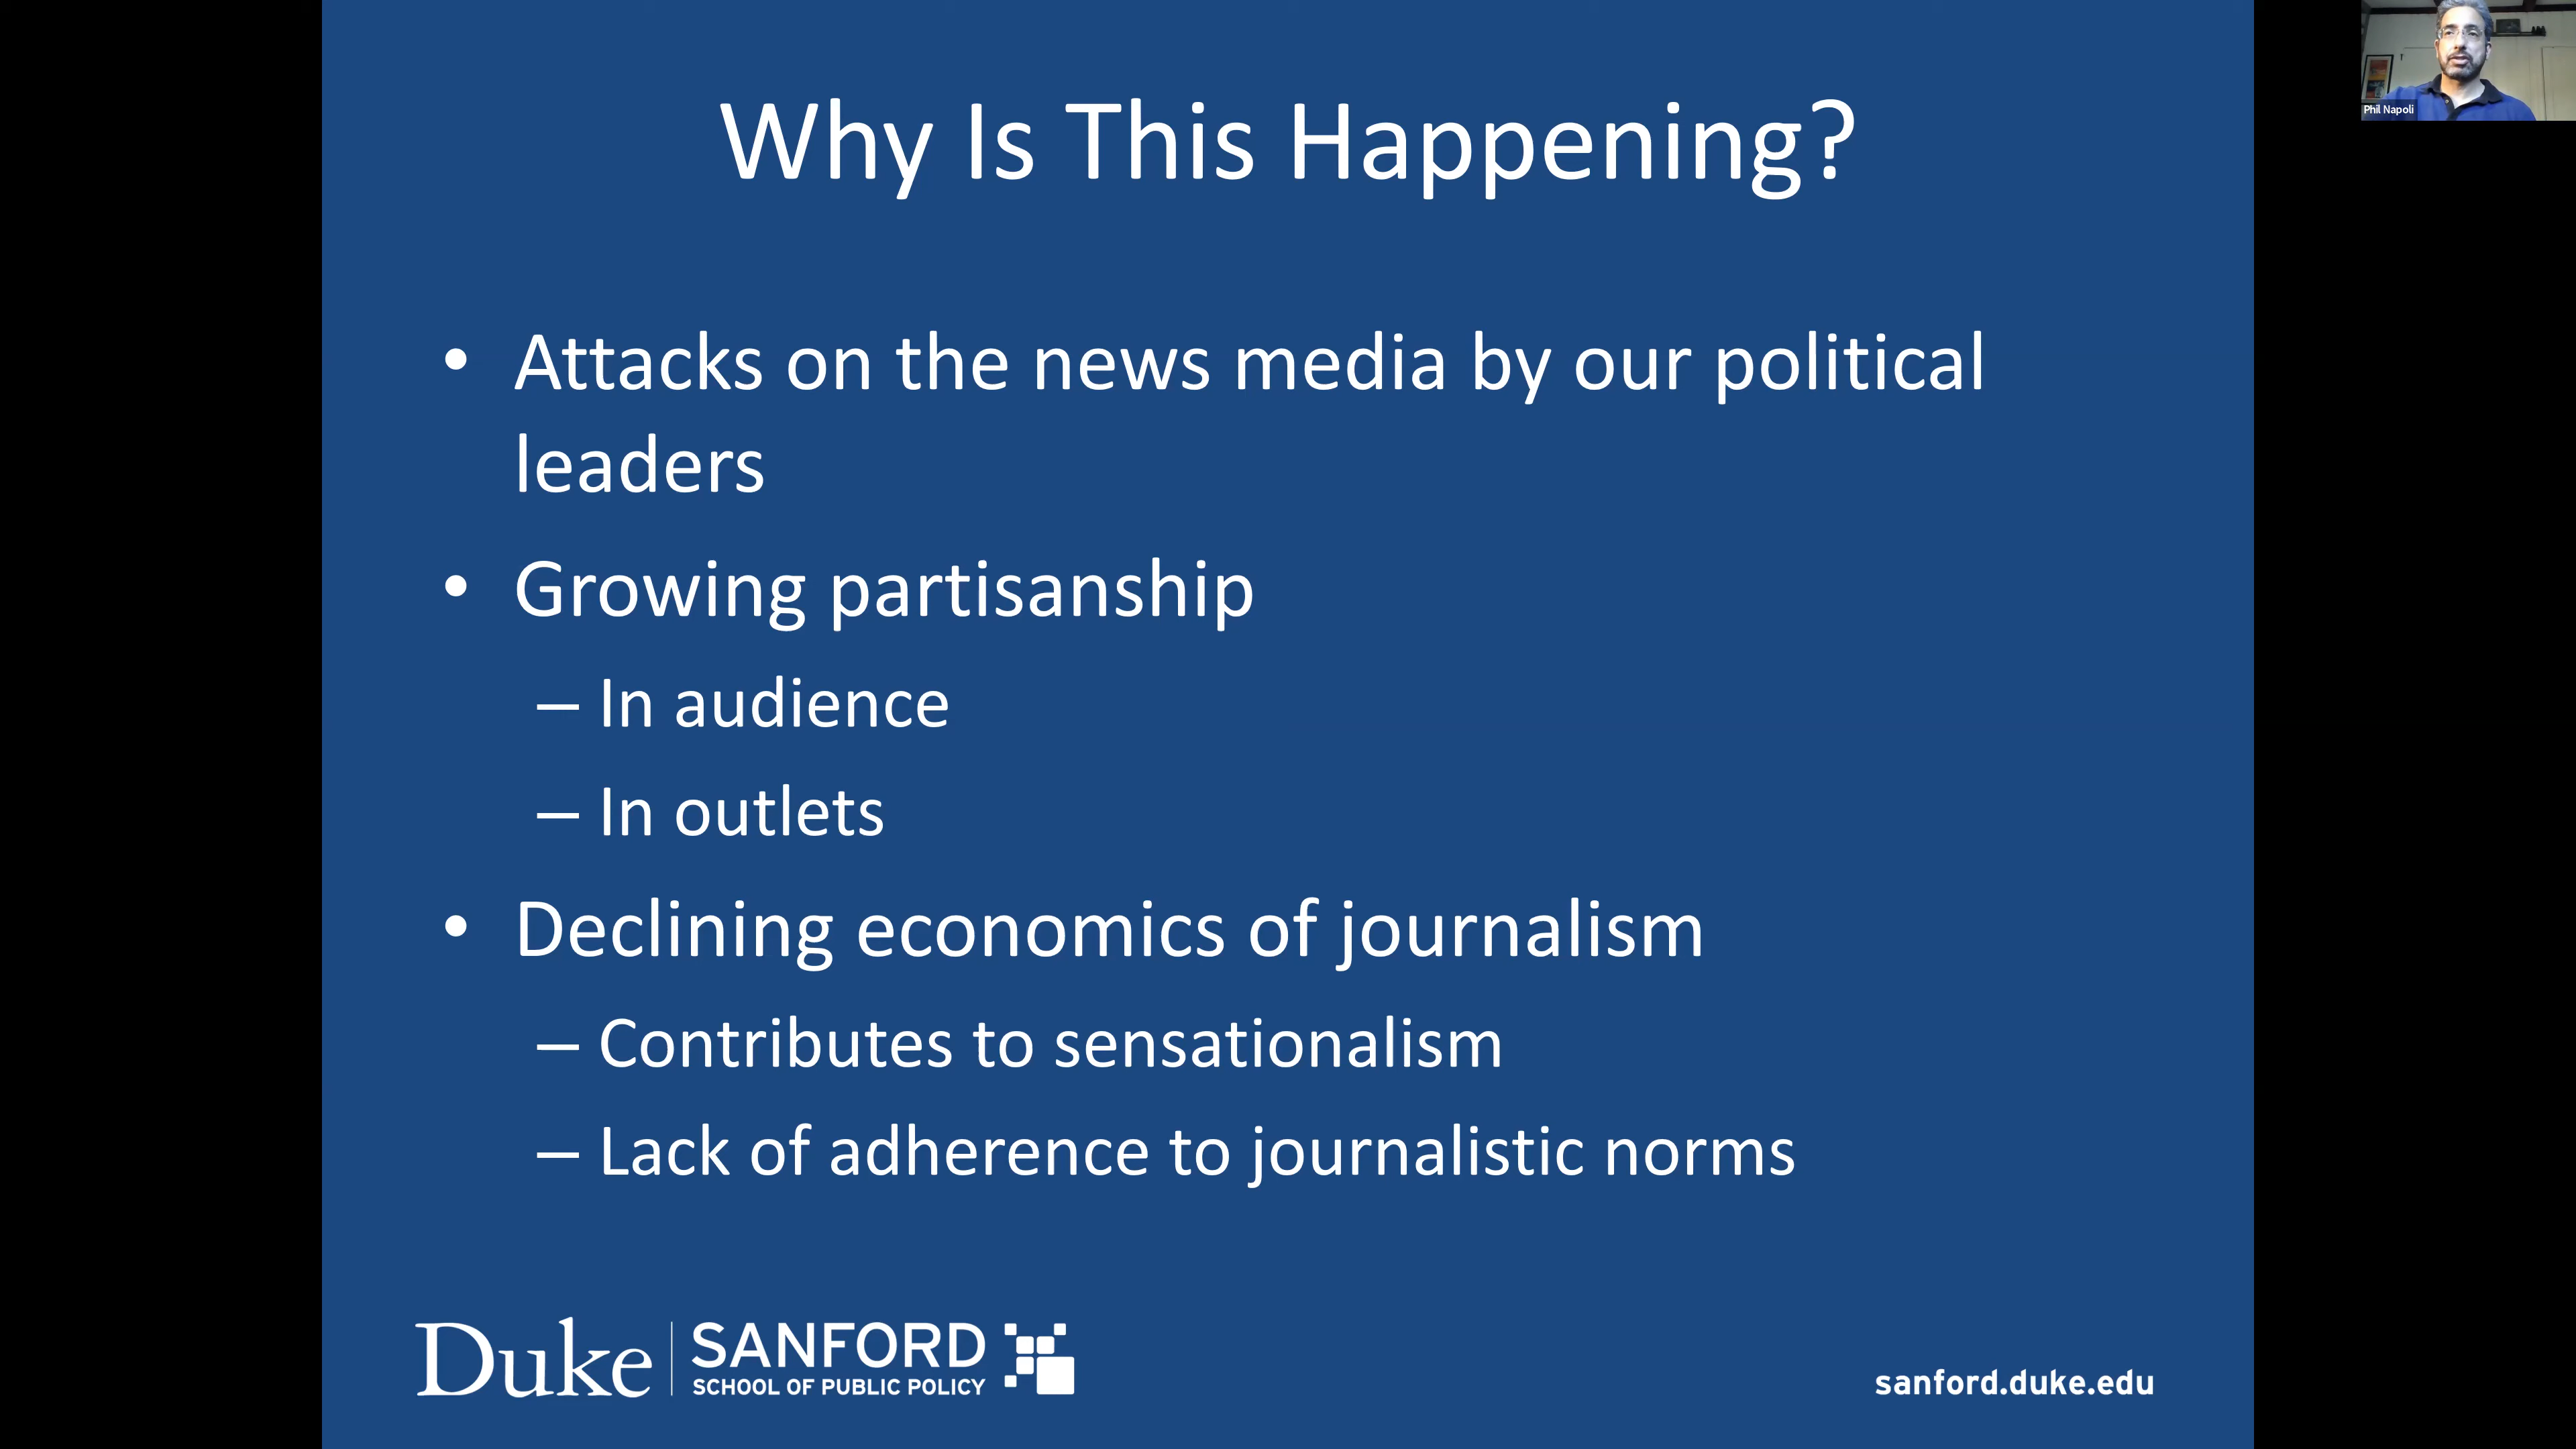 Why Is This Happening?
Phil Napoli
• Attacks on the news media by our political
leaders
• Growing partisanship
– In audience
– In outlets
• Declining economics of journalism
– Contributes to sensationalism
– Lack of adherence to journalistic norms
Duke SANFORD
SCHOOL OF PUBLIC POLICY
sanford.duke.edu